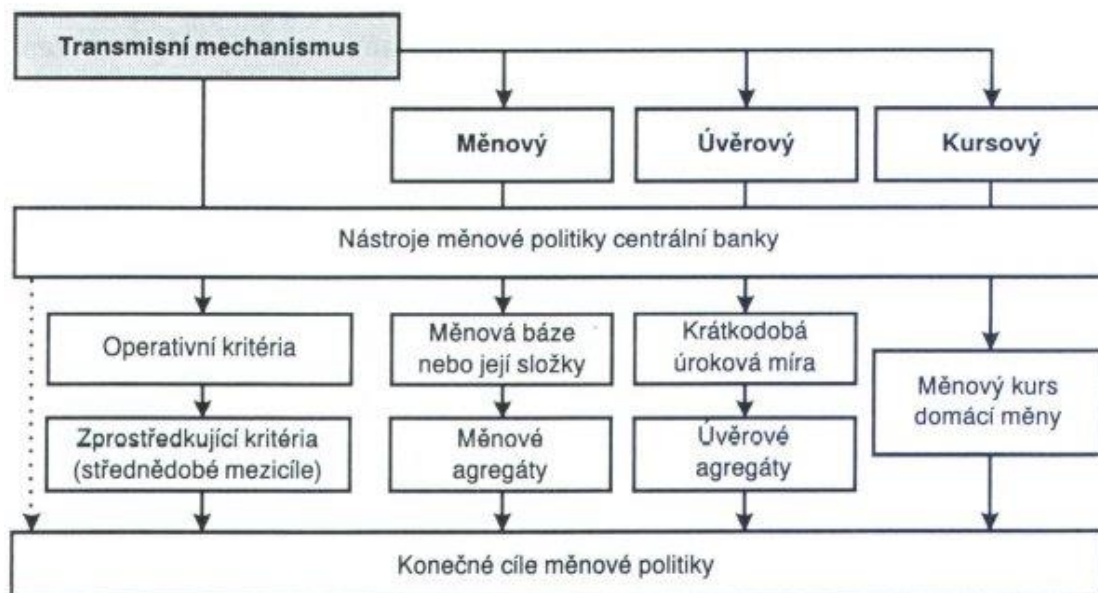 Transmisní mechanismus
Měnový
Úvěrový
Kursový
Nástroje měnové politiky centrální banky
Operativní kritéria
Měnová báze
nebo její složky
Krátkodobá
úroková míra
Měnový kurs
domácí měny
Zprostředkující kritéria
(střednědobé mezicíle)
Měnové
agregáty
Úvěrové
agregáty
Konečné cíle měnové politiky